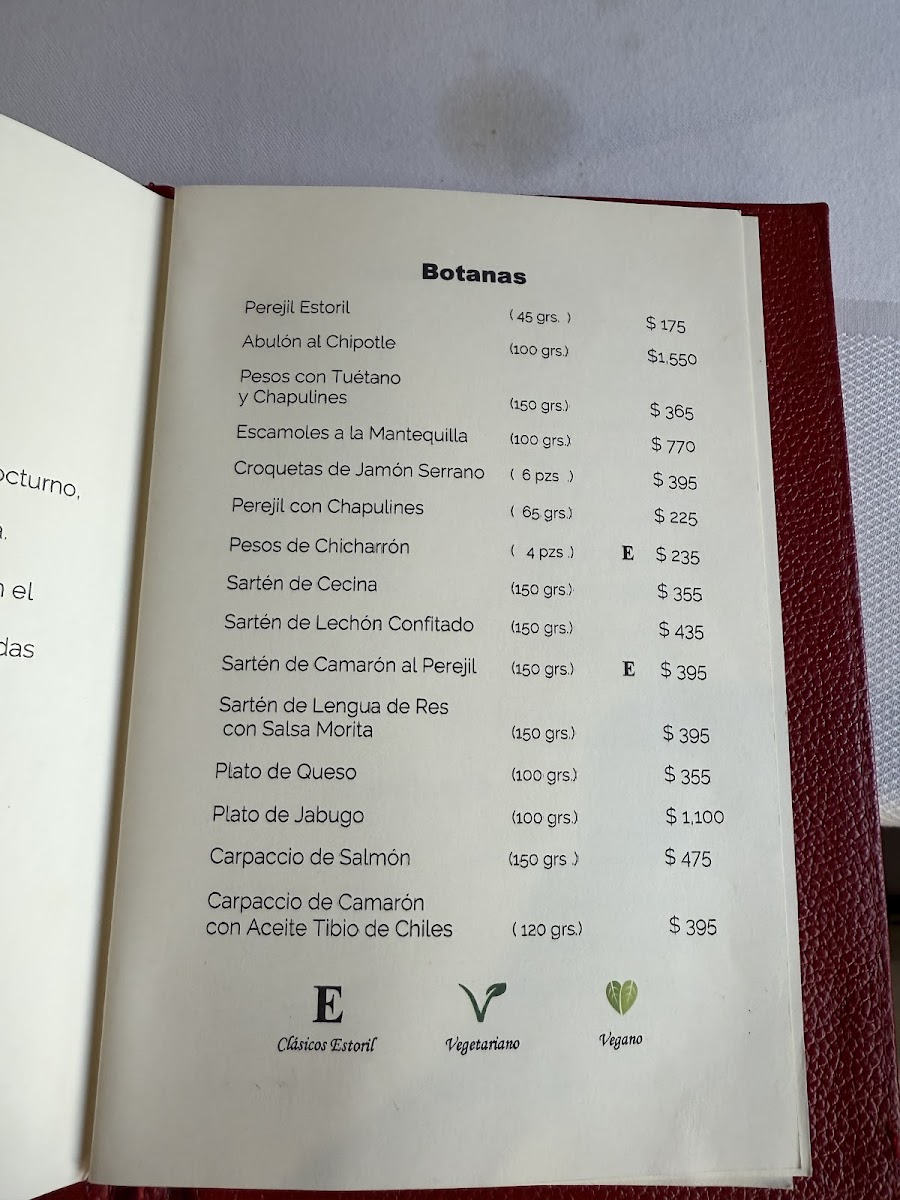 octurno,
a.
n el
das
Botanas
Perejil Estoril ( 45 grs. ) $ 175
Abulón al Chipotle (100 grs.) $1,550
Pesos con Tuétano
y Chapulines (150 grs.) $ 365
Escamoles a la Mantequilla (100 grs.) $ 770
Croquetas de Jamón Serrano ( 6 pzs .) $ 395
Perejil con Chapulines ( 65 grs.) $ 225
Pesos de Chicharrón ( 4 pzs .) E $ 235
Sartén de Cecina (150 grs.) $ 355
Sartén de Lechón Confitado (150 grs.) $ 435
Sartén de Camarón al Perejil (150 grs.) E $ 395
Sartén de Lengua de Res
con Salsa Morita (150 grs.) $ 395
Plato de Queso (100 grs.) $ 355
Plato de Jabugo (100 grs.) $ 1,100
Carpaccio de Salmón (150 grs .) $ 475
Carpaccio de Camarón
con Aceite Tibio de Chiles ( 120 grs.) $ 395
E V
Clásicos Estoril Vegetariano Vegano